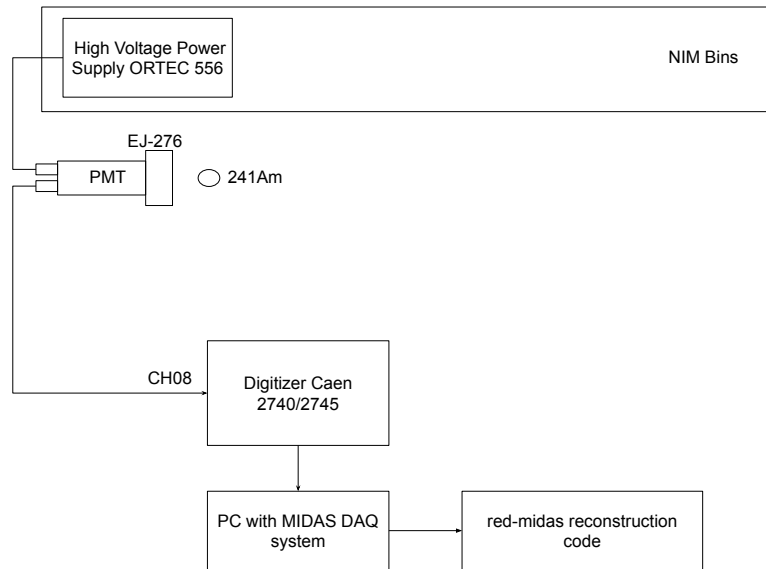 High Voltage Power
Supply ORTEC 556
NIM Bins
EJ-276
PMT
241Am
CH08
Digitizer Caen
2740/2745
PC with MIDAS DAQ
system
red-midas reconstruction
code